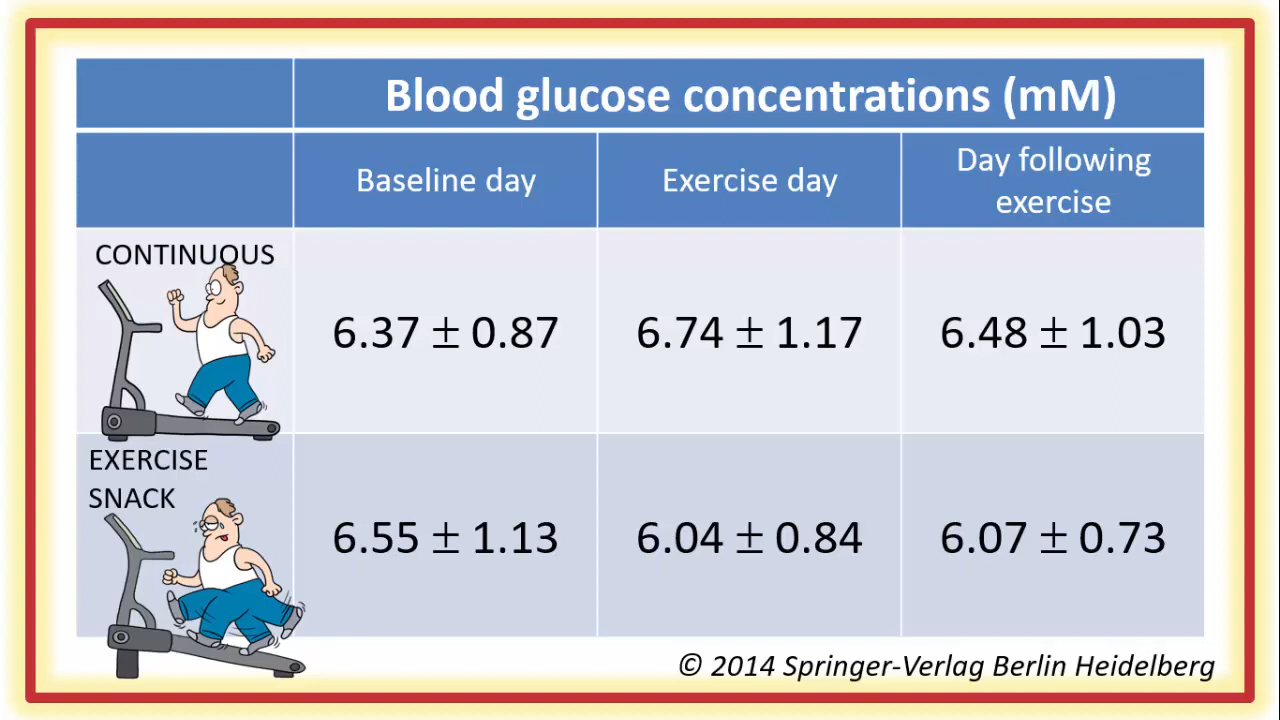 Blood glucose concentrations (mM)
Baseline day
Exercise day
Day following
exercise
CONTINUOUS
6.37 ± 0.87
6.74 ± 1.17
6.48 ± 1.03
EXERCISE
SNACK
6.55 ± 1.13
6.04 ± 0.84
6.07 ± 0.73
© 2014 Springer-Verlag Berlin Heidelberg